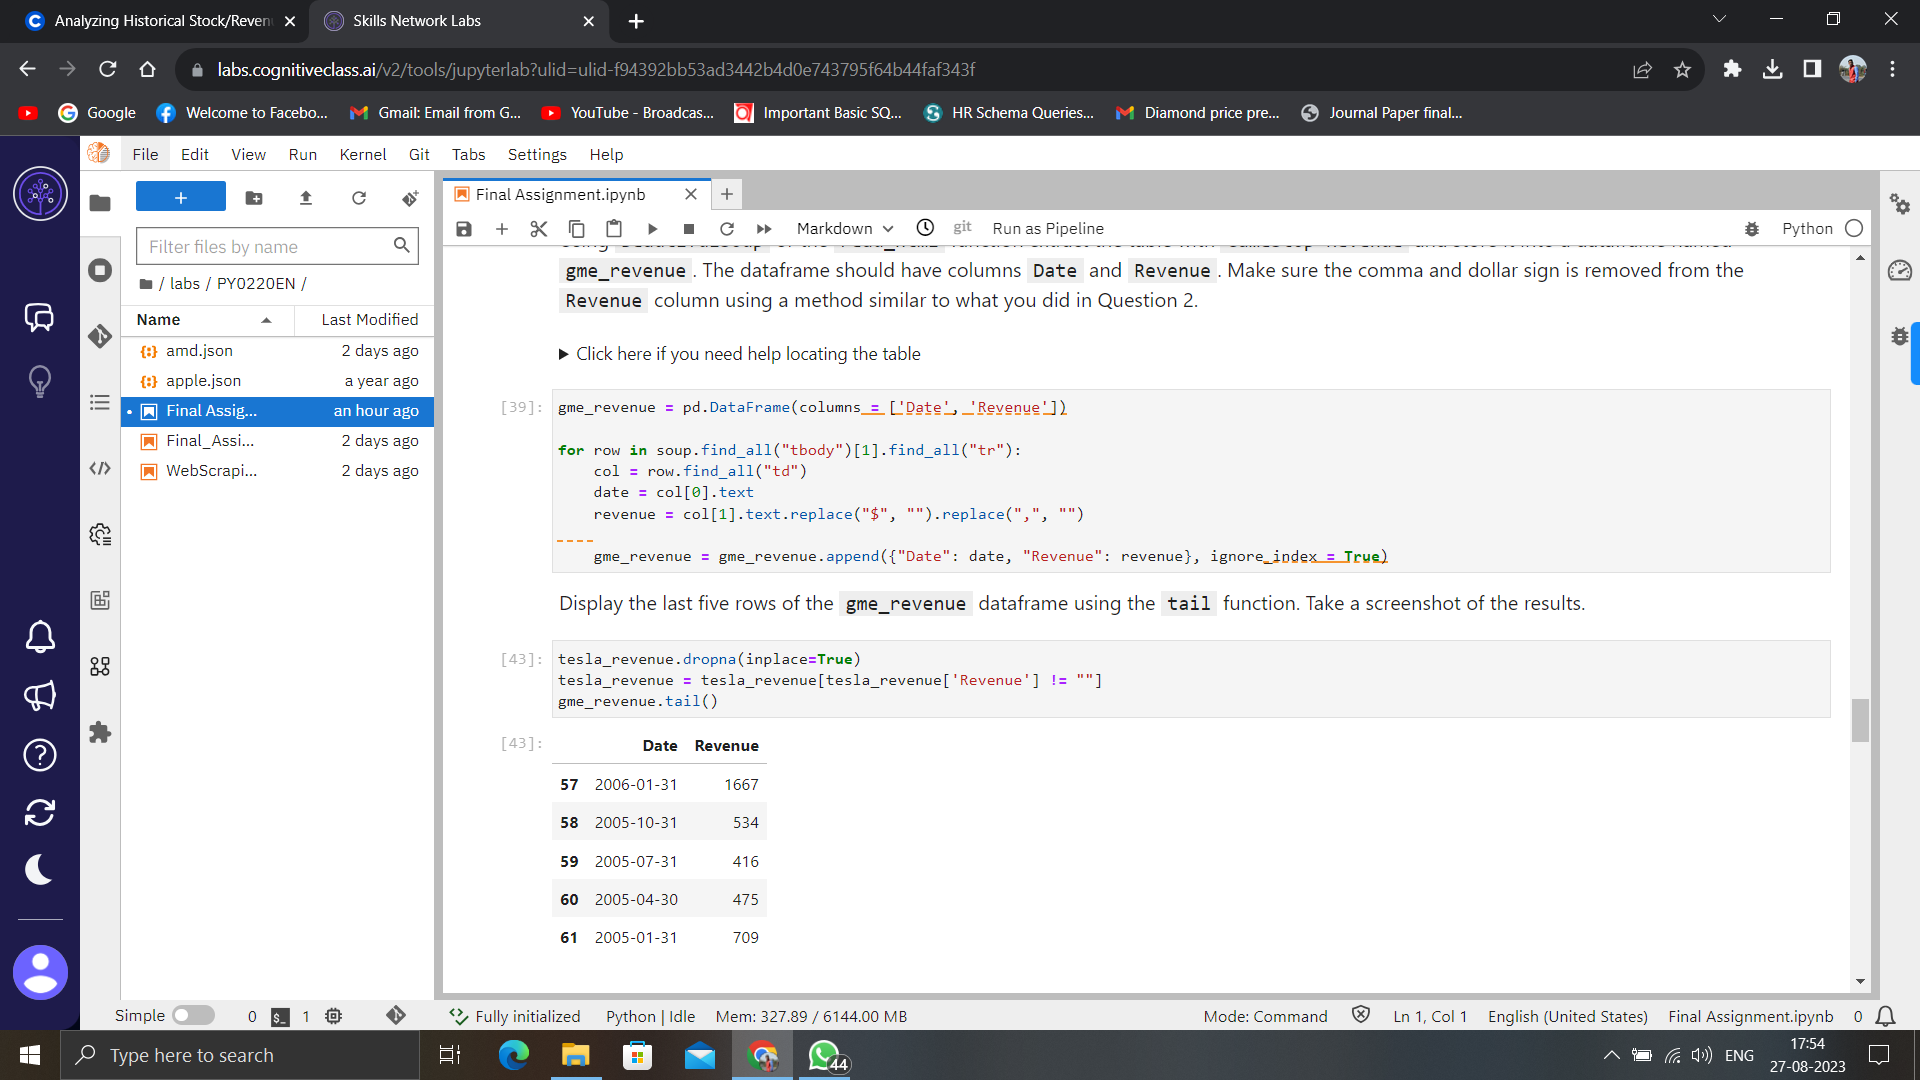 Analyzing Historical Stock/Reven
Skills Network Labs
labs.cognitiveclass.ai/v2/tools/jupyterlab?ulid=ulid-f94392bb53ad3442b4d0e743795f64b44faf343f
Google
Welcome to Facebo...
Gmail: Email from G...
YouTube - Broadcas...
Important Basic SQ...
HR Schema Queries...
Diamond price pre...
Journal Paper final...
File Edit View Run Kernel Git Tabs Settings Help
Final Assignment.ipynb
Markdown
git
Run as Pipeline
Python
Filter files by name
/ labs / PY0220EN /
Name Last Modified
amd.json 2 days ago
apple.json a year ago
Final Assig... an hour ago
Final_Assi... 2 days ago
WebScrapi... 2 days ago
gme_revenue . The dataframe should have columns Date and Revenue . Make sure the comma and dollar sign is removed from the
Revenue column using a method similar to what you did in Question 2.
Click here if you need help locating the table
[39]: gme_revenue = pd.DataFrame(columns = ['Date', 'Revenue'])
for row in soup.find_all("tbody")[1].find_all("tr"):
col = row.find_all("td")
date = col[0].text
revenue = col[1].text.replace("$", "").replace(",", "")
gme_revenue = gme_revenue.append({"Date": date, "Revenue": revenue}, ignore_index = True)
Display the last five rows of the gme_revenue dataframe using the tail function. Take a screenshot of the results.
[43]: tesla_revenue.dropna(inplace=True)
tesla_revenue = tesla_revenue[tesla_revenue['Revenue'] != ""]
gme_revenue.tail()
[43]: Date Revenue
57 2006-01-31 1667
58 2005-10-31 534
59 2005-07-31 416
60 2005-04-30 475
61 2005-01-31 709
Simple 0 1 Fully initialized Python | Idle Mem: 327.89 / 6144.00 MB Mode: Command Ln 1, Col 1 English (United States) Final Assignment.ipynb 0
Type here to search
44
ENG
17:54
27-08-2023